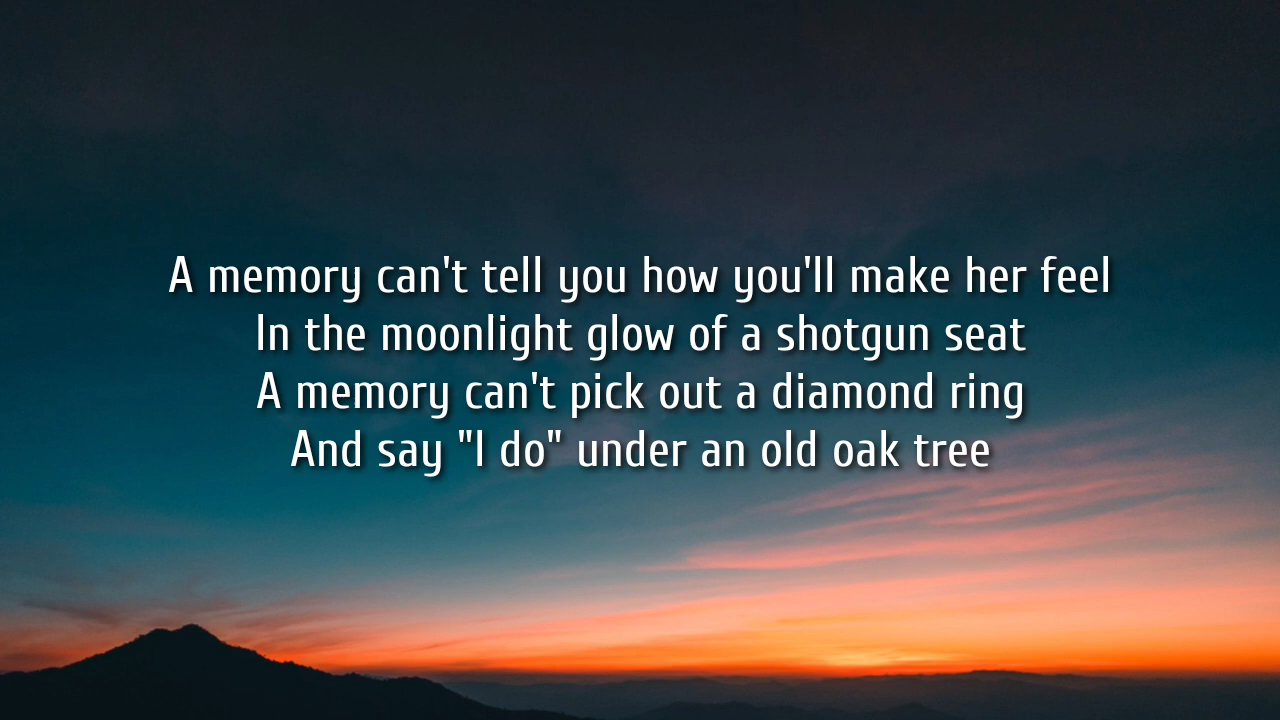 A memory can't tell you how you'll make her feel
In the moonlight glow of a shotgun seat
A memory can't pick out a diamond ring
And say "I do" under an old oak tree